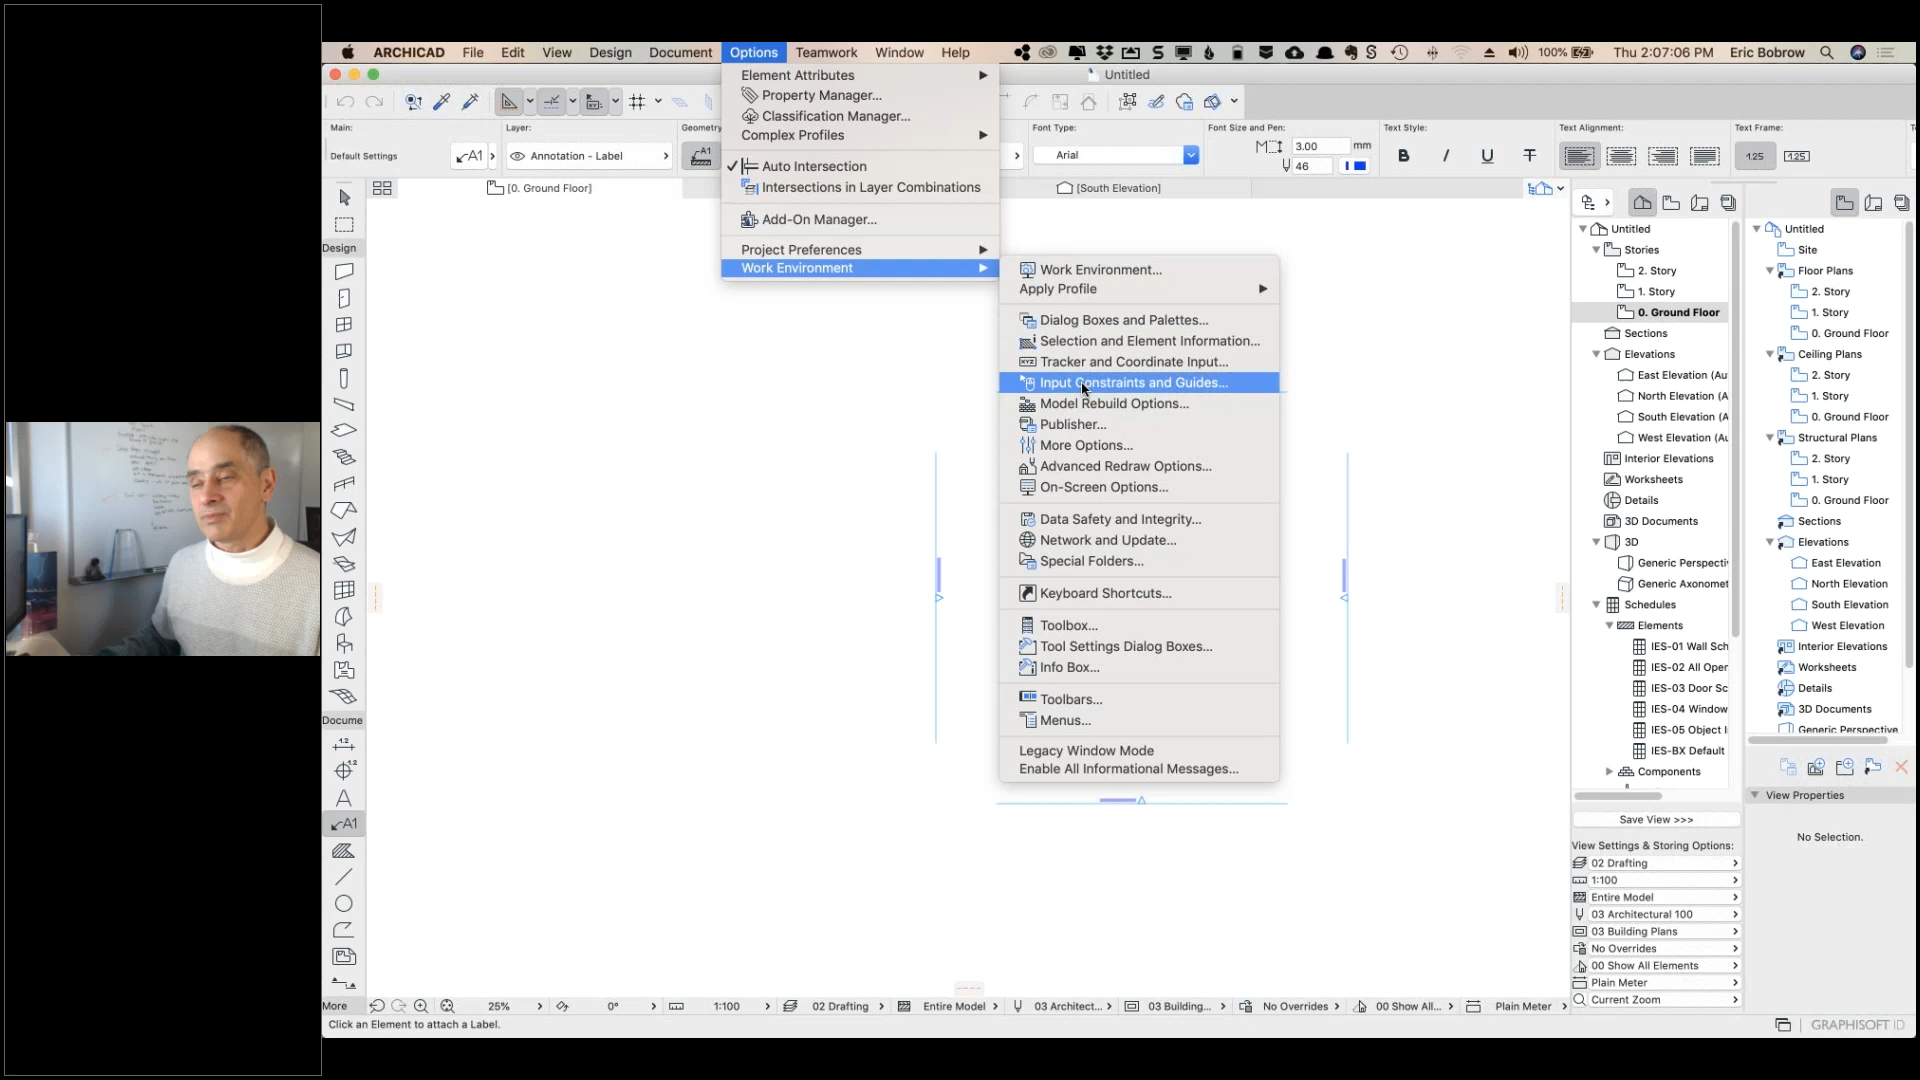 ARCHICAD File Edit View Design Document Options Teamwork Window Help 100% Thu 2:07:06 PM Eric Bobrow
Untitled
Main:
Default Settings
A1
Layer:
Annotation - Label
A1
Font Type:
Arial
Font Size and Pen:
3.00 mm
46
Text Style:
B I U T
Text Alignment:
Text Frame:
1.25 1.25
[0. Ground Floor]
[South Elevation]
Element Attributes
Property Manager...
Classification Manager...
Complex Profiles
Auto Intersection
Intersections in Layer Combinations
Add-On Manager...
Project Preferences
Work Environment
Work Environment...
Apply Profile
Dialog Boxes and Palettes...
Selection and Element Information...
Tracker and Coordinate Input...
Input Constraints and Guides...
Model Rebuild Options...
Publisher...
More Options...
Advanced Redraw Options...
On-Screen Options...
Data Safety and Integrity...
Network and Update...
Special Folders...
Keyboard Shortcuts...
Toolbox...
Tool Settings Dialog Boxes...
Info Box...
Toolbars...
Menus...
Legacy Window Mode
Enable All Informational Messages...
Design
Docume
1.2
1.2
A
A1
More
Untitled
Stories
2. Story
1. Story
0. Ground Floor
Sections
Elevations
East Elevation (Au
North Elevation (A
South Elevation (A
West Elevation (Au
Interior Elevations
Worksheets
Details
3D Documents
3D
Generic Perspecti
Generic Axonomet
Schedules
Elements
IES-01 Wall Sch
IES-02 All Oper
IES-03 Door Sc
IES-04 Window
IES-05 Object I
IES-BX Default
Components
Save View >>>
View Settings & Storing Options:
02 Drafting
1:100
Entire Model
03 Architectural 100
03 Building Plans
No Overrides
00 Show All Elements
Plain Meter
Current Zoom
Untitled
Site
Floor Plans
2. Story
1. Story
0. Ground Floor
Ceiling Plans
2. Story
1. Story
0. Ground Floor
Structural Plans
2. Story
1. Story
0. Ground Floor
Sections
Elevations
East Elevation
North Elevation
South Elevation
West Elevation
Interior Elevations
Worksheets
Details
3D Documents
Generic Perspective
View Properties
No Selection.
25% 0° 1:100 02 Drafting Entire Model 03 Architect... 03 Building... No Overrides 00 Show All... Plain Meter
Click an Element to attach a Label.
GRAPHISOFT ID